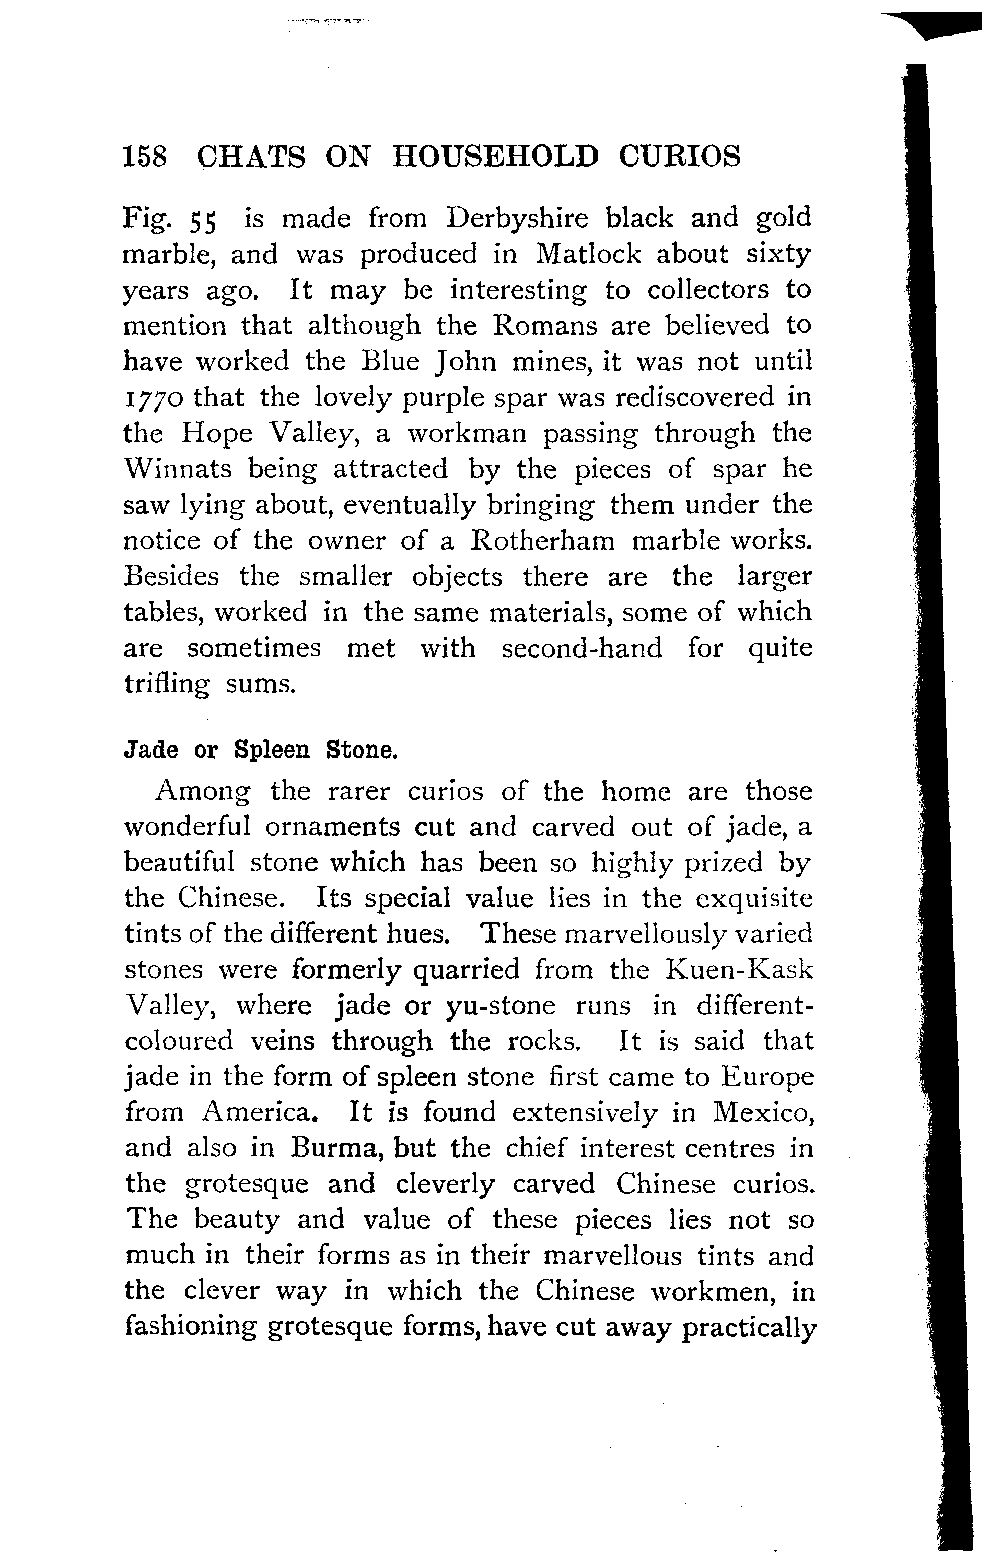 158 CHATS ON HOUSEHOLD CURIOS
Fig. 55 is made from Derbyshire black and gold
marble, and was produced in Matlock about sixty
years ago. It may be interesting to collectors to
mention that although the Romans are believed to
have worked the Blue John mines, it was not until
1770 that the lovely purple spar was rediscovered in
the Hope Valley, a workman passing through the
Winnats being attracted by the pieces of spar he
saw lying about, eventually bringing them under the
notice of the owner of a Rotherham marble works.
Besides the smaller objects there are the larger
tables, worked in the same materials, some of which
are sometimes met with second-hand for quite
trifling sums.
Jade or Spleen Stone.
Among the rarer curios of the home are those
wonderful ornaments cut and carved out of jade, a
beautiful stone which has been so highly prized by
the Chinese. Its special value lies in the exquisite
tints of the different hues. These marvellously varied
stones were formerly quarried from the Kuen-Kask
Valley, where jade or yu-stone runs in different-
coloured veins through the rocks. It is said that
jade in the form of spleen stone first came to Europe
from America. It is found extensively in Mexico,
and also in Burma, but the chief interest centres in
the grotesque and cleverly carved Chinese curios.
The beauty and value of these pieces lies not so
much in their forms as in their marvellous tints and
the clever way in which the Chinese workmen, in
fashioning grotesque forms, have cut away practically